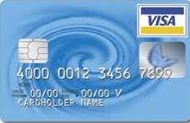 VISA
4000 0012 3456 7899
00/00 00/00 V
CARDHOLDER NAME